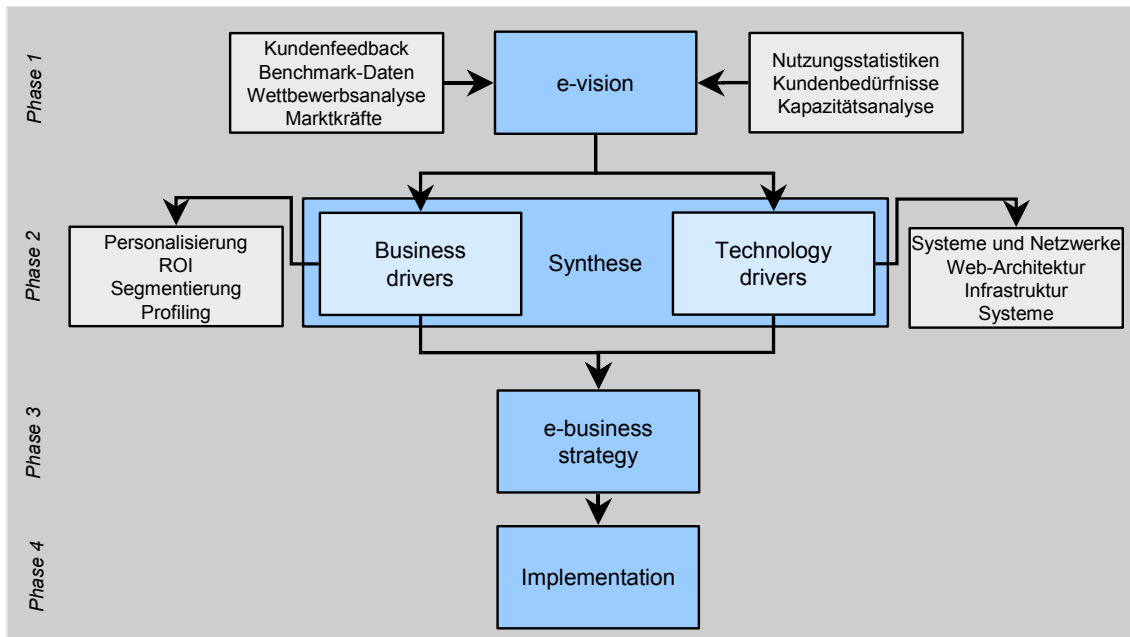 Phase 1
Kundenfeedback
Benchmark-Daten
Wettbewerbsanalyse
Marktkräfte
e-vision
Nutzungsstatistiken
Kundenbedürfnisse
Kapazitätsanalyse
Phase 2
Personalisierung
ROI
Segmentierung
Profiling
Business
drivers
Synthese
Technology
drivers
Systeme und Netzwerke
Web-Architektur
Infrastruktur
Systeme
Phase 3
e-business
strategy
Phase 4
Implementation